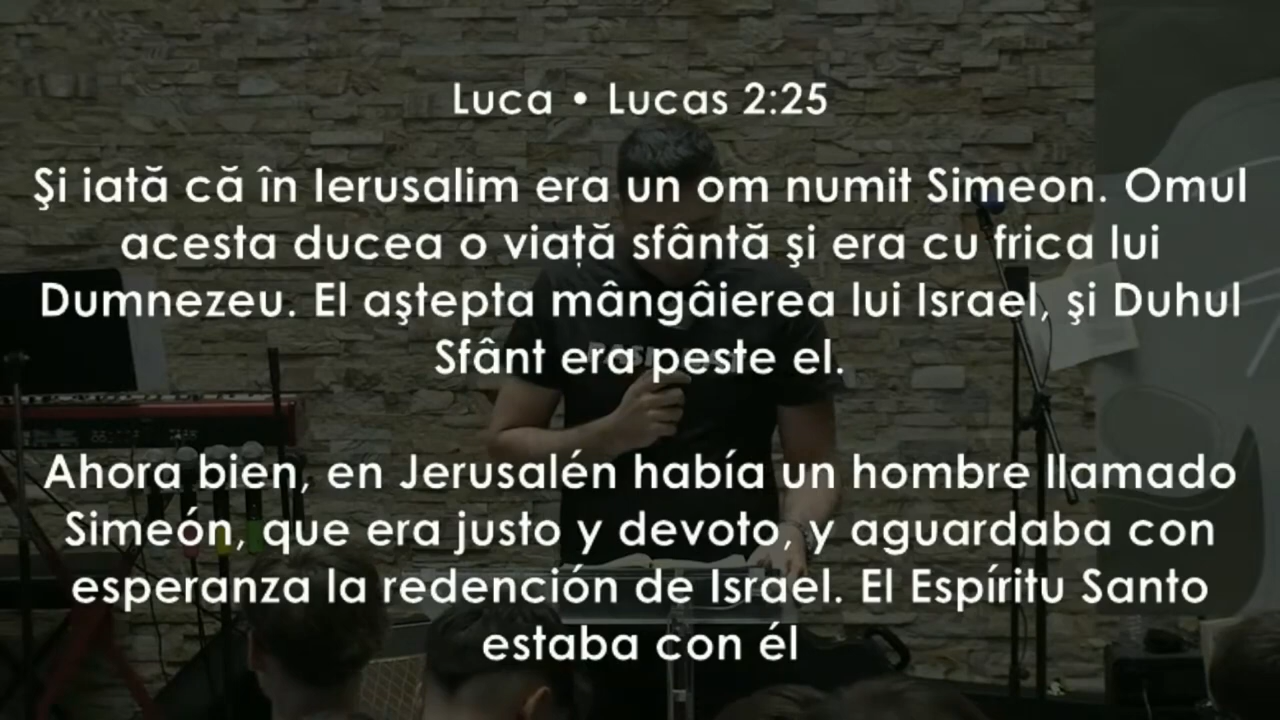 Luca • Lucas 2:25
Şi iată că în Ierusalim era un om numit Simeon. Omul
acesta ducea o viaţă sfântă şi era cu frica lui
Dumnezeu. El aştepta mângâierea lui Israel, şi Duhul
Sfânt era peste el.
Ahora bien, en Jerusalén había un hombre llamado
Simeón, que era justo y devoto, y aguardaba con
esperanza la redención de Israel. El Espíritu Santo
estaba con él